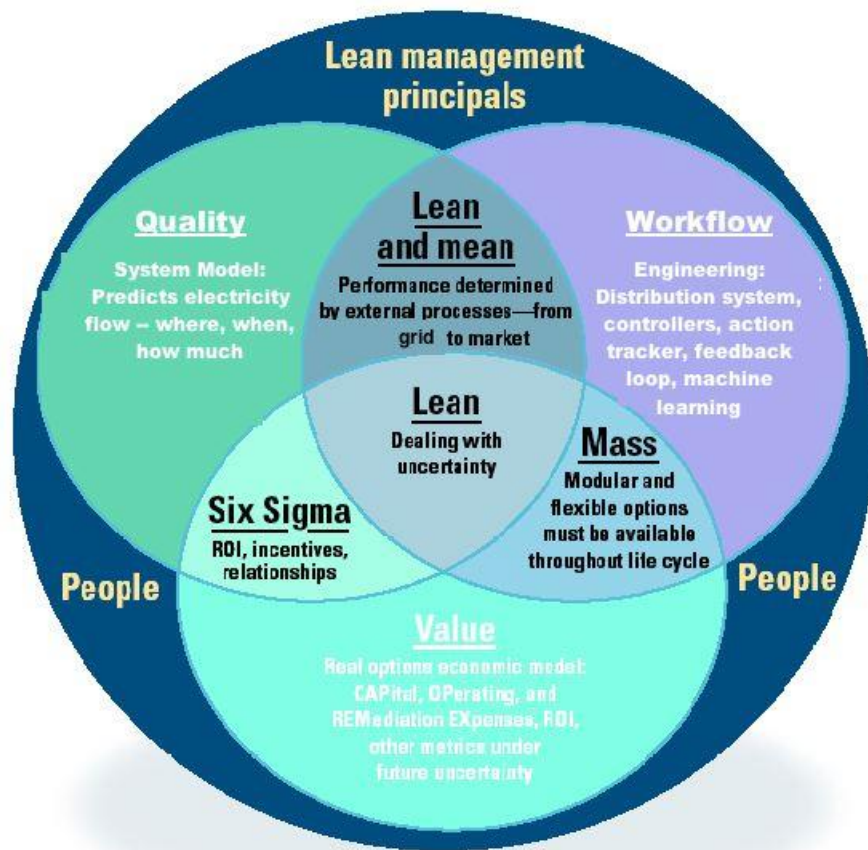 Lean management
principals
Quality
System Model:
Predicts electricity
flow – where, when,
how much
Lean
and mean
Performance determined
by external processes—from
grid to market
Workflow
Engineering:
Distribution system,
controllers, action
tracker, feedback
loop, machine
learning
:
Lean
Dealing with
uncertainty
Six Sigma
ROI, incentives,
relationships
Mass
Modular and
flexible options
must be available
throughout life cycle
People
People
Value
Real options economic model:
CAPital, OPerating, and
REMediation EXpenses, ROI,
other metrics under
future uncertainty